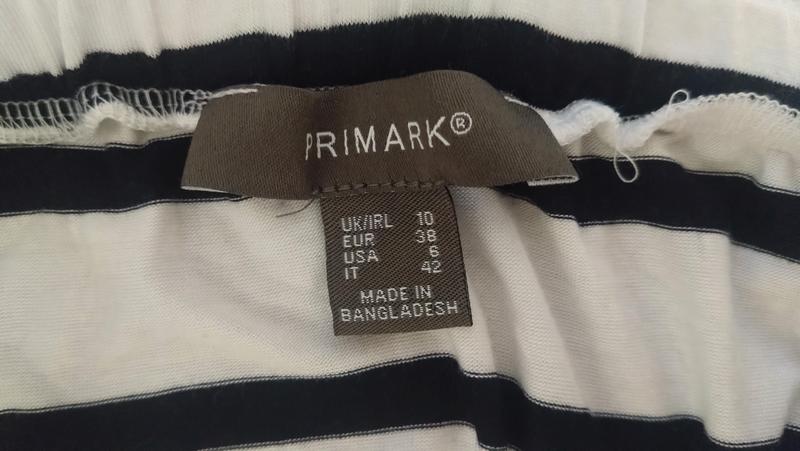 PRIMARK®
UK/IRL 10
EUR 38
USA 6
IT 42
MADE IN
BANGLADESH